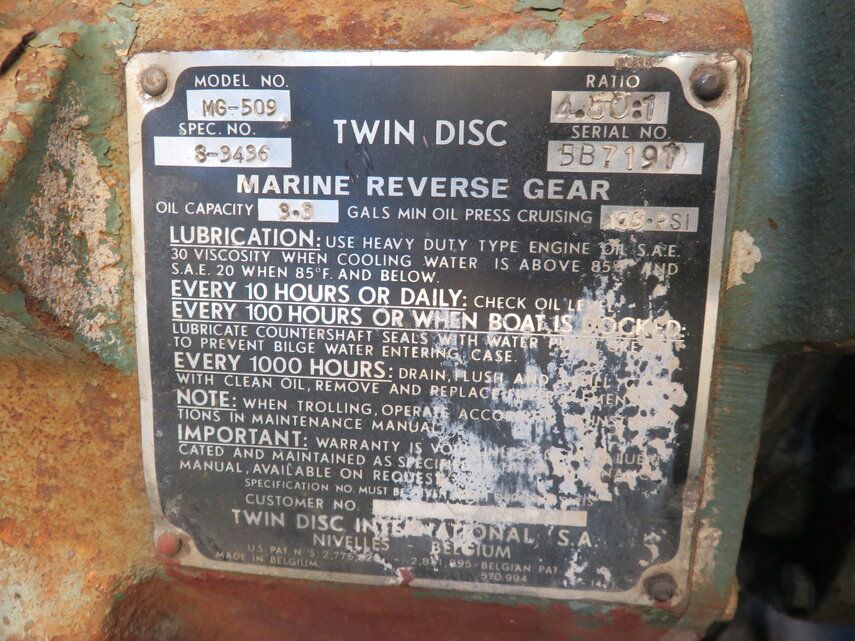 MODEL NO.
MG-509
RATIO
4.50:1
SPEC. NO.
S-3436
TWIN DISC
SERIAL NO.
5B7197
MARINE REVERSE GEAR
OIL CAPACITY 3.3 GALS MIN OIL PRESS CRUISING PSI
LUBRICATION: USE HEAVY DUTY TYPE ENGINE OIL S.A.E.
30 VISCOSITY WHEN COOLING WATER IS ABOVE 85° AND
S.A.E. 20 WHEN 85°F. AND BELOW.
EVERY 10 HOURS OR DAILY: CHECK OIL LEVEL
EVERY 100 HOURS OR WHEN BOAT IS DOCKED:
LUBRICATE COUNTERSHAFT SEALS WITH WATER
TO PREVENT BILGE WATER ENTERING CASE.
EVERY 1000 HOURS: DRAIN, FLUSH AND
WITH CLEAN OIL, REMOVE AND REPLACE
NOTE: WHEN TROLLING, OPERATE
TIONS IN MAINTENANCE MANUAL
IMPORTANT: WARRANTY IS
CATED AND MAINTAINED AS
MANUAL, AVAILABLE ON REQUEST
SPECIFICATION NO. MUST BE
CUSTOMER NO.
TWIN DISC INTERNATIONAL S.A.
NIVELLES - BELGIUM
U.S. PAT. N'S. BELGIAN PAT.
MADE IN BELGIUM 570.994